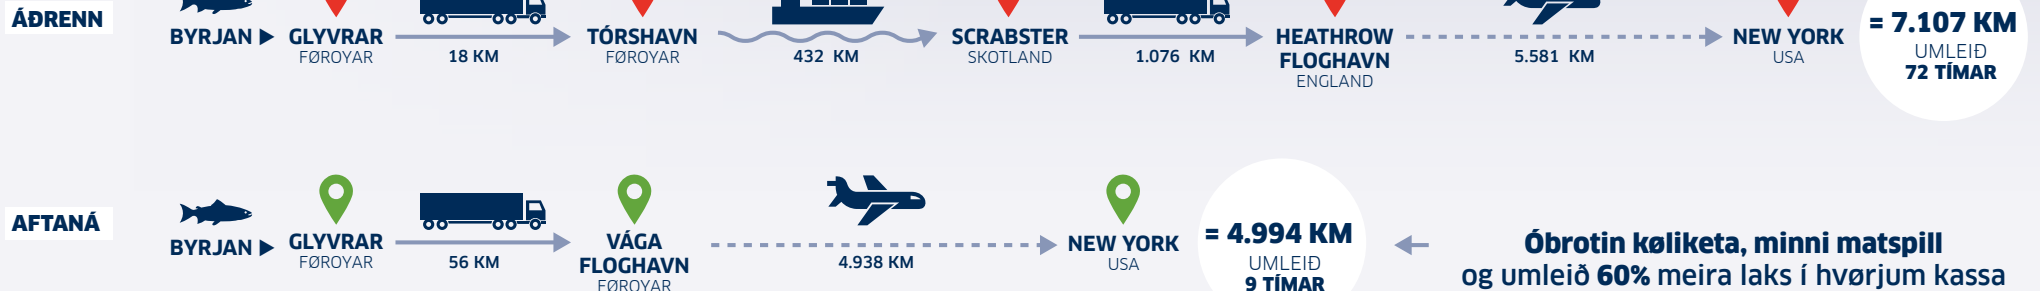 ÁÐRENN
BYRJAN
GLYVRAR
FØROYAR
18 KM
TÓRSHAVN
FØROYAR
432 KM
SCRABSTER
SKOTLAND
1.076 KM
HEATHROW
FLOGHAVN
ENGLAND
5.581 KM
NEW YORK
USA
= 7.107 KM
UMLEIÐ
72 TÍMAR
AFTANÁ
BYRJAN
GLYVRAR
FØROYAR
56 KM
VÁGA
FLOGHAVN
FØROYAR
4.938 KM
NEW YORK
USA
= 4.994 KM
UMLEIÐ
9 TÍMAR
Óbrotin køliketa, minni matspill
og umleið 60% meira laks í hvørjum kassa